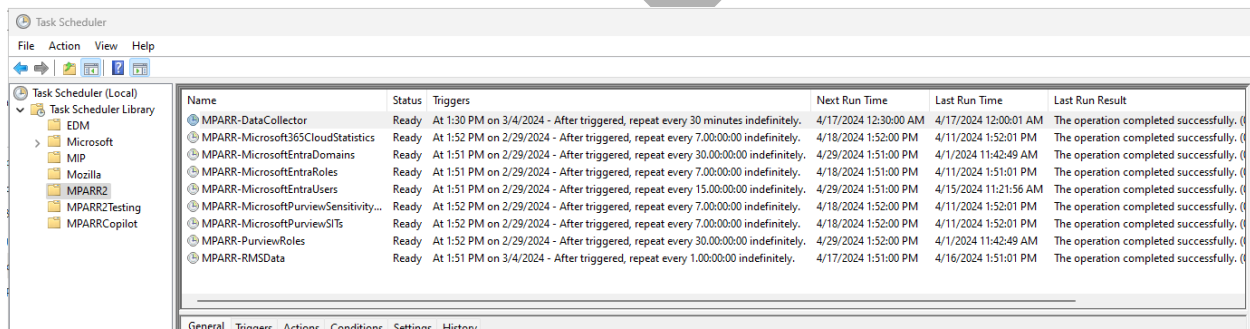 Task Scheduler
File Action View Help
Task Scheduler (Local)
Task Scheduler Library
EDM
Microsoft
MIP
Mozilla
MPARR2
MPARR2Testing
MPARRCopilot
Name Status Triggers Next Run Time Last Run Time Last Run Result
MPARR-DataCollector Ready At 1:30 PM on 3/4/2024 - After triggered, repeat every 30 minutes indefinitely. 4/17/2024 12:30:00 AM 4/17/2024 12:00:01 AM The operation completed successfully. (
MPARR-Microsoft365CloudStatistics Ready At 1:52 PM on 2/29/2024 - After triggered, repeat every 7.00:00:00 indefinitely. 4/18/2024 1:52:00 PM 4/11/2024 1:52:01 PM The operation completed successfully. (
MPARR-MicrosoftEntraDomains Ready At 1:51 PM on 2/29/2024 - After triggered, repeat every 30.00:00:00 indefinitely. 4/29/2024 1:51:00 PM 4/1/2024 11:42:49 AM The operation completed successfully. (
MPARR-MicrosoftEntraRoles Ready At 1:51 PM on 2/29/2024 - After triggered, repeat every 7.00:00:00 indefinitely. 4/18/2024 1:51:00 PM 4/11/2024 1:51:01 PM The operation completed successfully. (
MPARR-MicrosoftEntraUsers Ready At 1:51 PM on 2/29/2024 - After triggered, repeat every 15.00:00:00 indefinitely. 4/29/2024 1:51:00 PM 4/15/2024 11:21:56 AM The operation completed successfully. (
MPARR-MicrosoftPurviewSensitivity... Ready At 1:52 PM on 2/29/2024 - After triggered, repeat every 7.00:00:00 indefinitely. 4/18/2024 1:52:00 PM 4/11/2024 1:52:02 PM The operation completed successfully. (
MPARR-MicrosoftPurviewSITs Ready At 1:52 PM on 2/29/2024 - After triggered, repeat every 7.00:00:00 indefinitely. 4/18/2024 1:52:00 PM 4/11/2024 1:52:01 PM The operation completed successfully. (
MPARR-PurviewRoles Ready At 1:52 PM on 2/29/2024 - After triggered, repeat every 30.00:00:00 indefinitely. 4/29/2024 1:52:00 PM 4/1/2024 11:42:49 AM The operation completed successfully. (
MPARR-RMSData Ready At 1:51 PM on 3/4/2024 - After triggered, repeat every 1.00:00:00 indefinitely. 4/17/2024 1:51:00 PM 4/16/2024 1:51:01 PM The operation completed successfully. (
General Triggers Actions Conditions Settings History